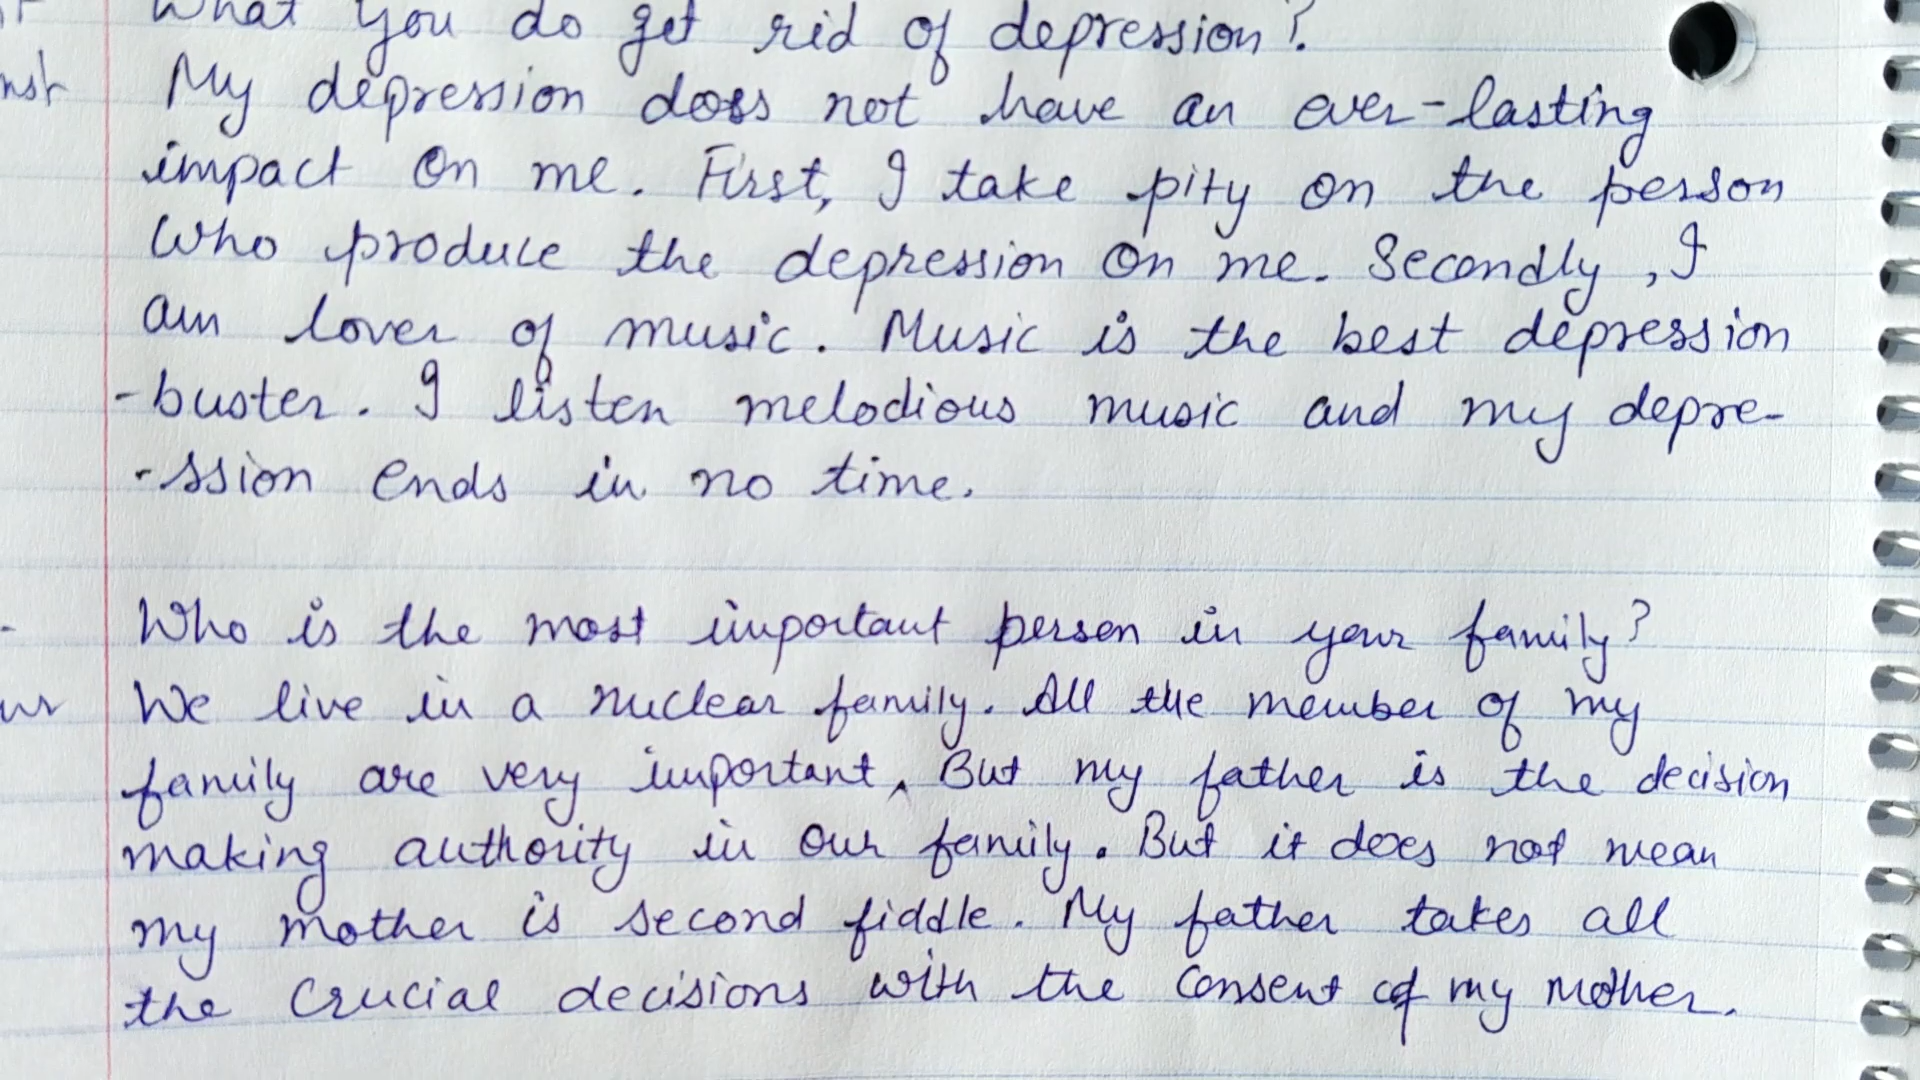 What you do get rid of depression?
My depression does not have an ever-lasting
impact on me. First, I take pity on the person
who produce the depression on me. Secondly, I
am lover of music. Music is the best depression
-buster. I listen melodious music and my depre-
-ssion ends in no time.
Who is the most important person in your family?
We live in a nuclear family. All the member of my
family are very important, But my father is the decision
making authority in our family. But it does not mean
my mother is second fiddle. My father takes all
the crucial decisions with the consent of my mother.